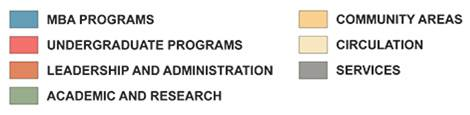 MBA PROGRAMS
UNDERGRADUATE PROGRAMS
LEADERSHIP AND ADMINISTRATION
ACADEMIC AND RESEARCH
COMMUNITY AREAS
CIRCULATION
SERVICES